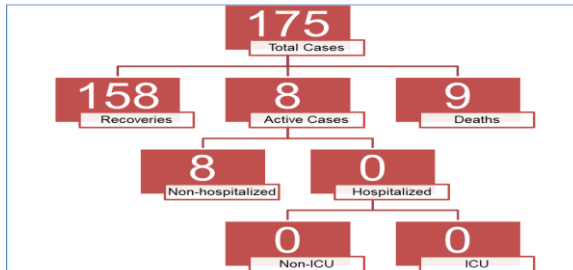 175
Total Cases
158
Recoveries
8
Active Cases
9
Deaths
8
Non-hospitalized
0
Hospitalized
0
Non-ICU
0
ICU